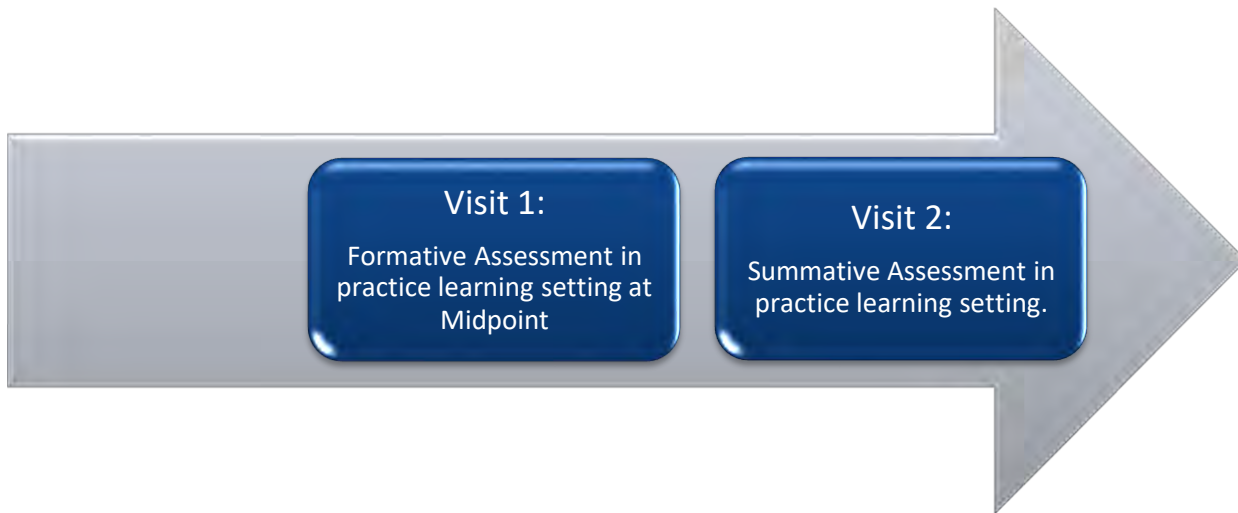 Visit 1:
Formative Assessment in
practice learning setting at
Midpoint
Visit 2:
Summative Assessment in
practice learning setting.